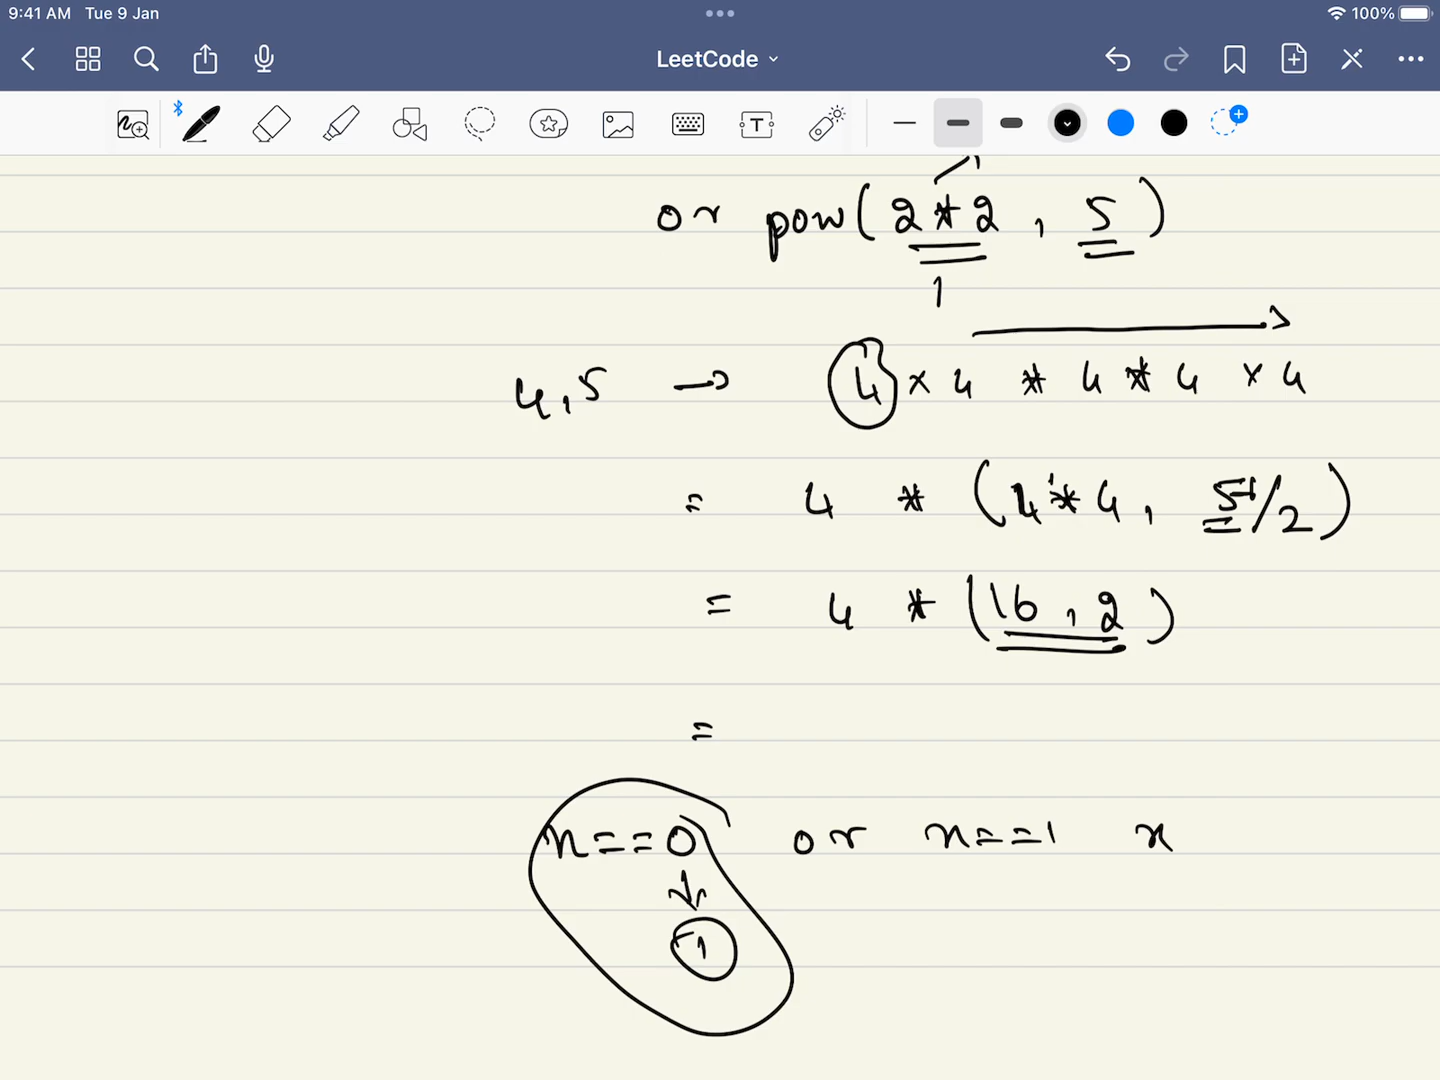 9:41 AM Tue 9 Jan 100%
LeetCode
T
or pow(2*2, 5)
1
4,5 → 4 × 4 * 4 * 4 × 4
= 4 * (4*4, 5-1/2)
= 4 * (16, 2)
=
n==0 or n==1 x
↓
1